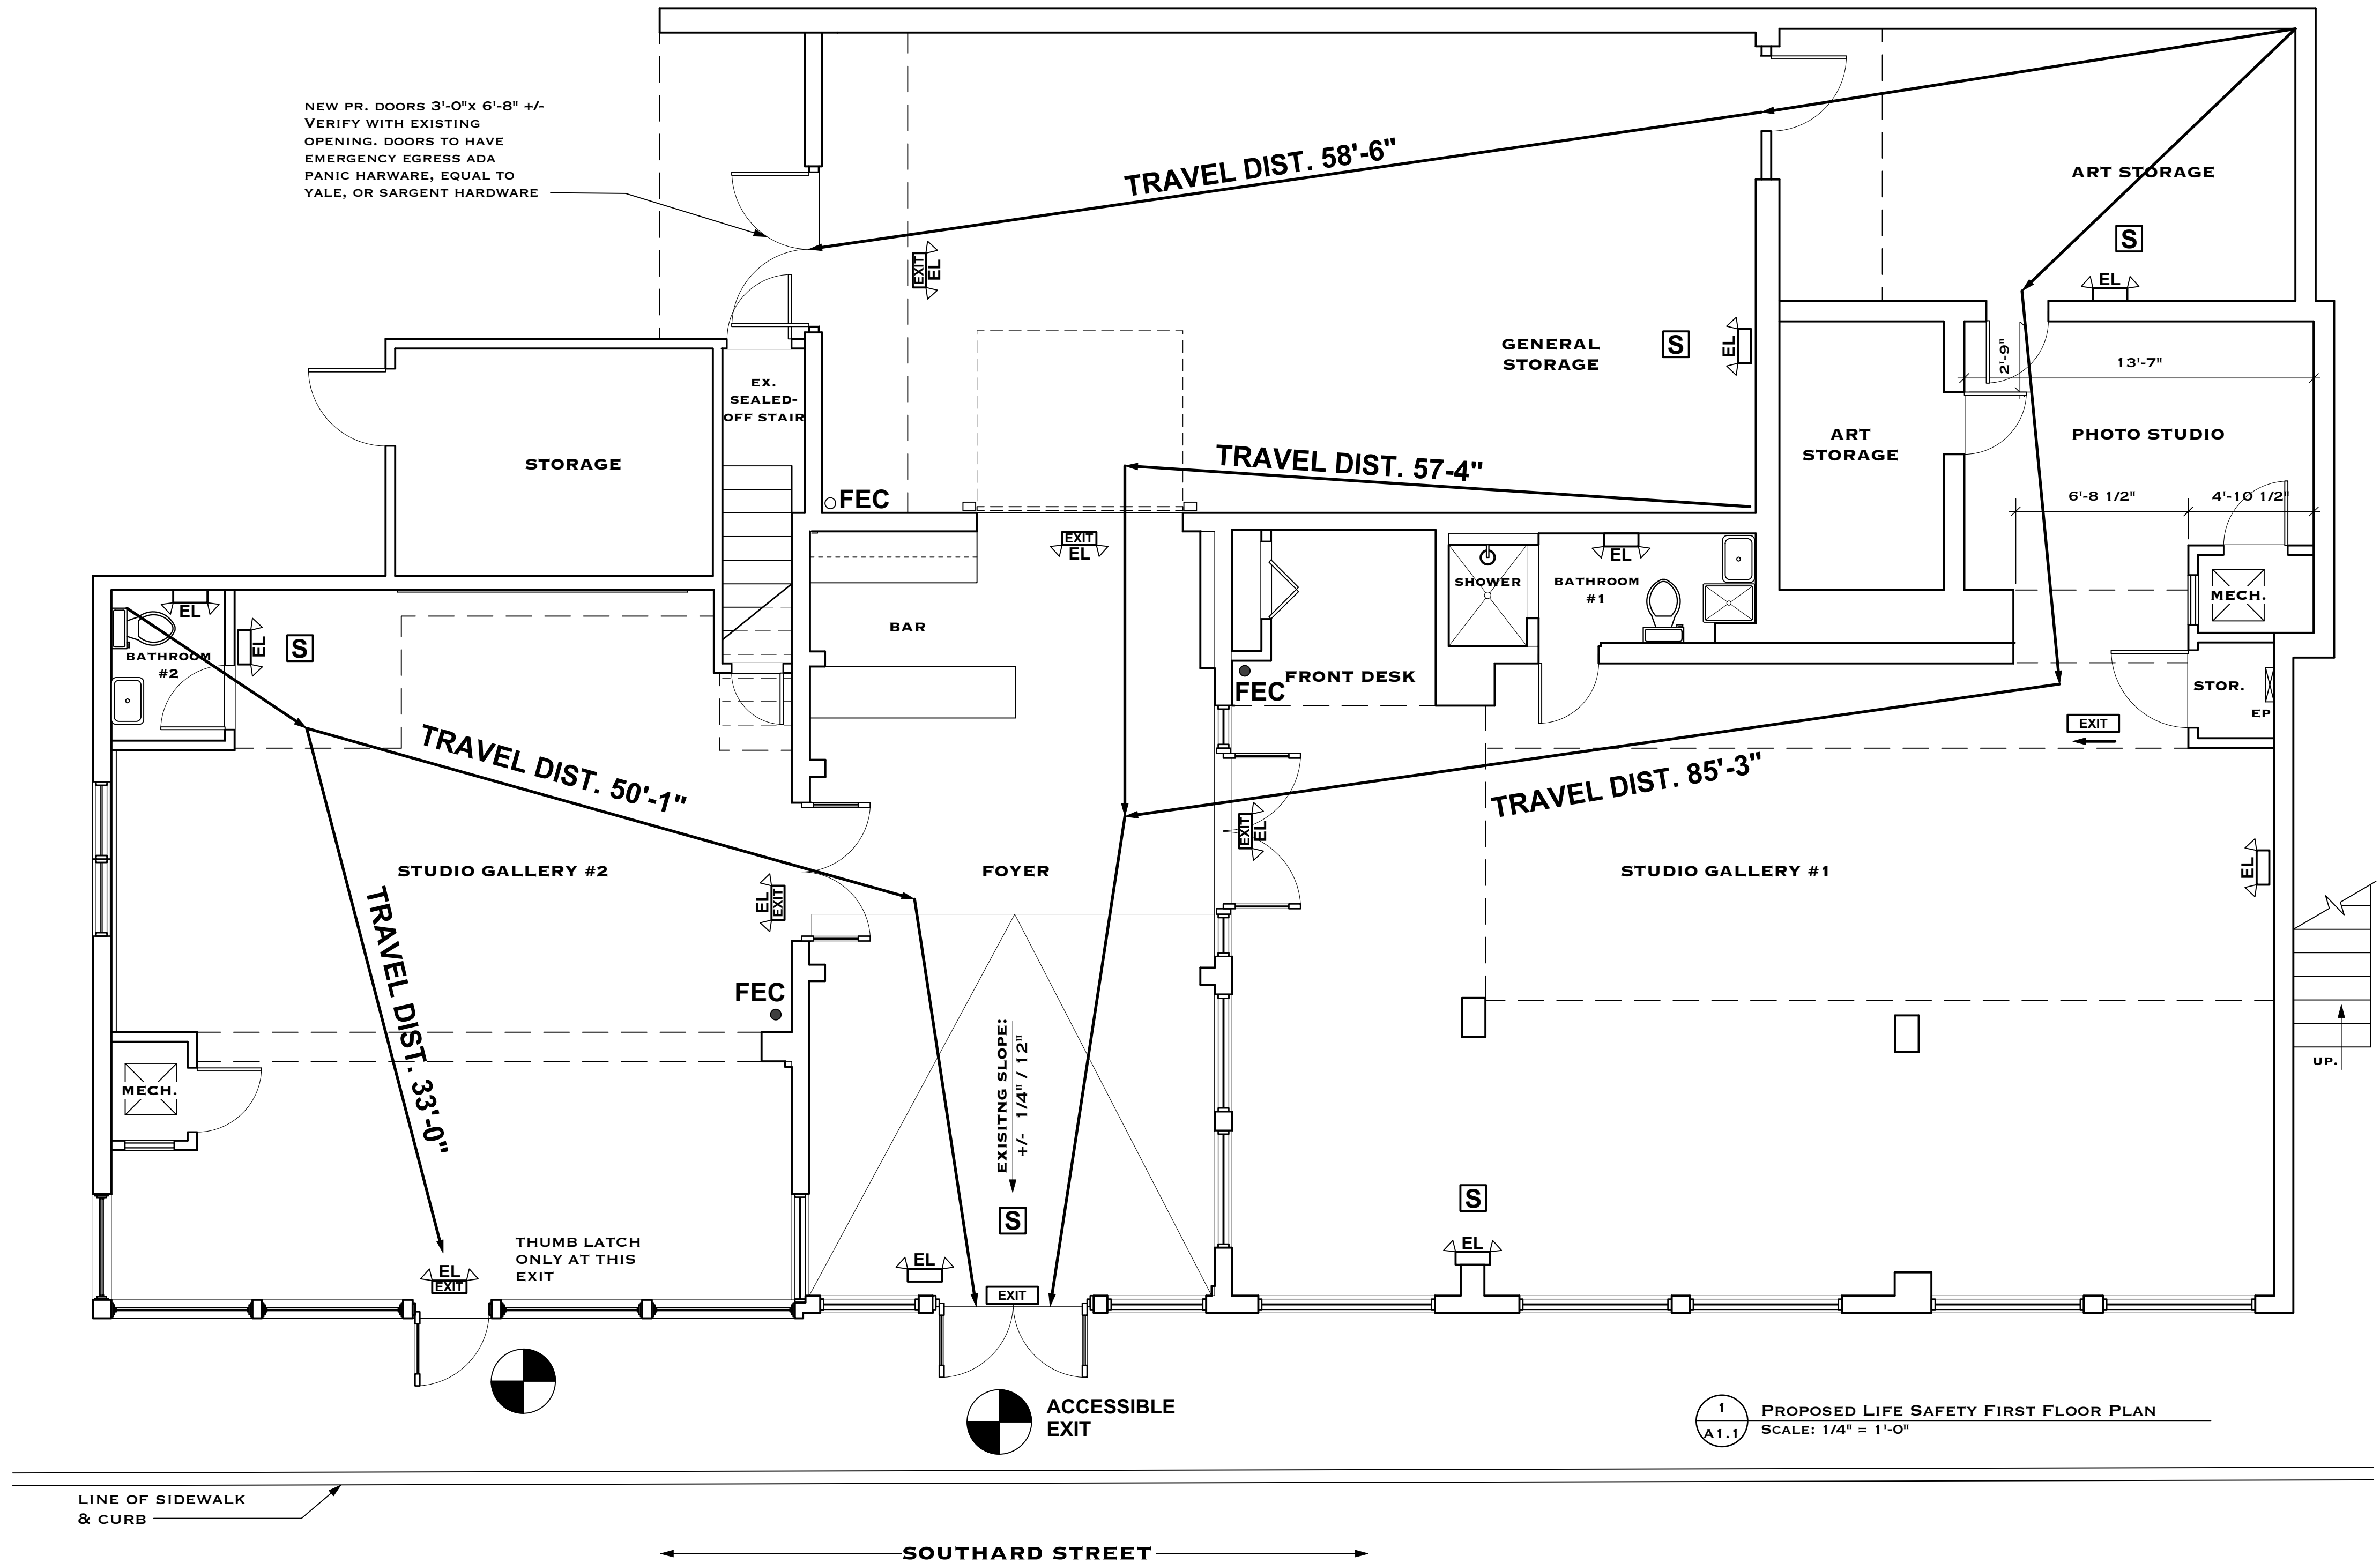 NEW PR. DOORS 3'-0"X 6'-8" +/-
VERIFY WITH EXISTING
OPENING. DOORS TO HAVE
EMERGENCY EGRESS ADA
PANIC HARWARE, EQUAL TO
YALE, OR SARGENT HARDWARE
TRAVEL DIST. 58'-6"
ART STORAGE
S
EL
EXIT
EL
GENERAL
STORAGE
S
EL
2'-9"
13'-7"
EX.
SEALED-
OFF STAIR
STORAGE
ART
STORAGE
PHOTO STUDIO
TRAVEL DIST. 57-4"
6'-8 1/2"
4'-10 1/2"
FEC
EXIT
EL
SHOWER
BATHROOM
#1
EL
MECH.
EL
BATHROOM
#2
EL
S
BAR
FEC
FRONT DESK
STOR.
EP
EXIT
TRAVEL DIST. 50'-1"
TRAVEL DIST. 85'-3"
EXIT
EL
STUDIO GALLERY #2
FOYER
STUDIO GALLERY #1
EL
EL
EXIT
TRAVEL DIST. 33'-0"
FEC
EXISITNG SLOPE:
+/- 1/4" / 12"
MECH.
UP.
S
S
THUMB LATCH
ONLY AT THIS
EXIT
EL
EXIT
EL
EXIT
EL
ACCESSIBLE
EXIT
1
A1.1
PROPOSED LIFE SAFETY FIRST FLOOR PLAN
SCALE: 1/4" = 1'-0"
LINE OF SIDEWALK
& CURB
SOUTHARD STREET